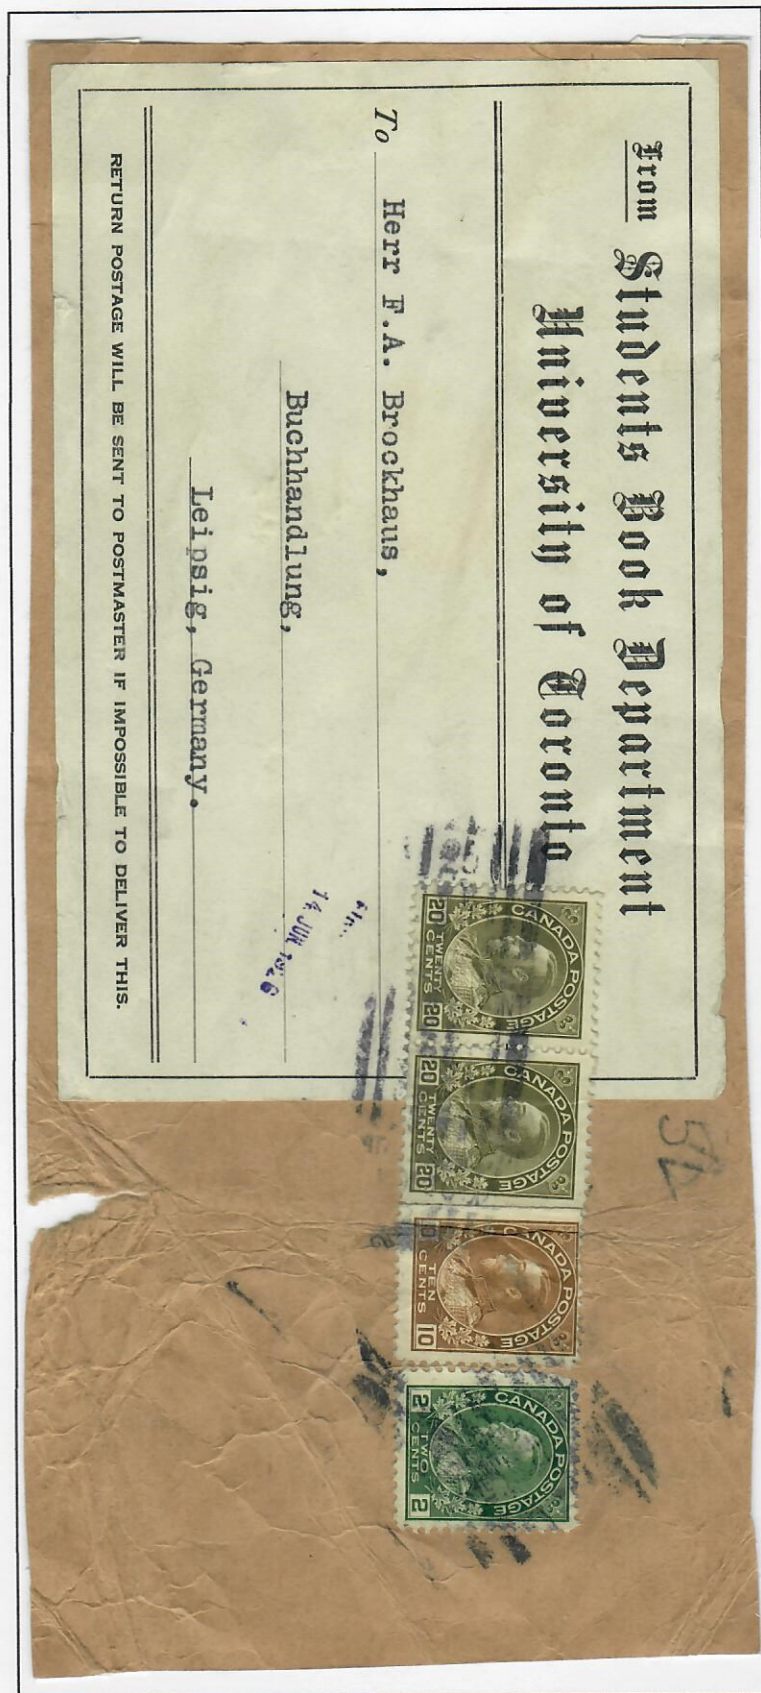 From Students Book Department
University of Toronto
To Herr F.A. Brockhaus,
Buchhandlung,
Leipsig, Germany.
RETURN POSTAGE WILL BE SENT TO POSTMASTER IF IMPOSSIBLE TO DELIVER THIS.
14 JUN 1926
52
CANADA POSTAGE
20 TWENTY CENTS 20
CANADA POSTAGE
20 TWENTY CENTS 20
CANADA POSTAGE
10 TEN CENTS 10
CANADA POSTAGE
2 TWO CENTS 2